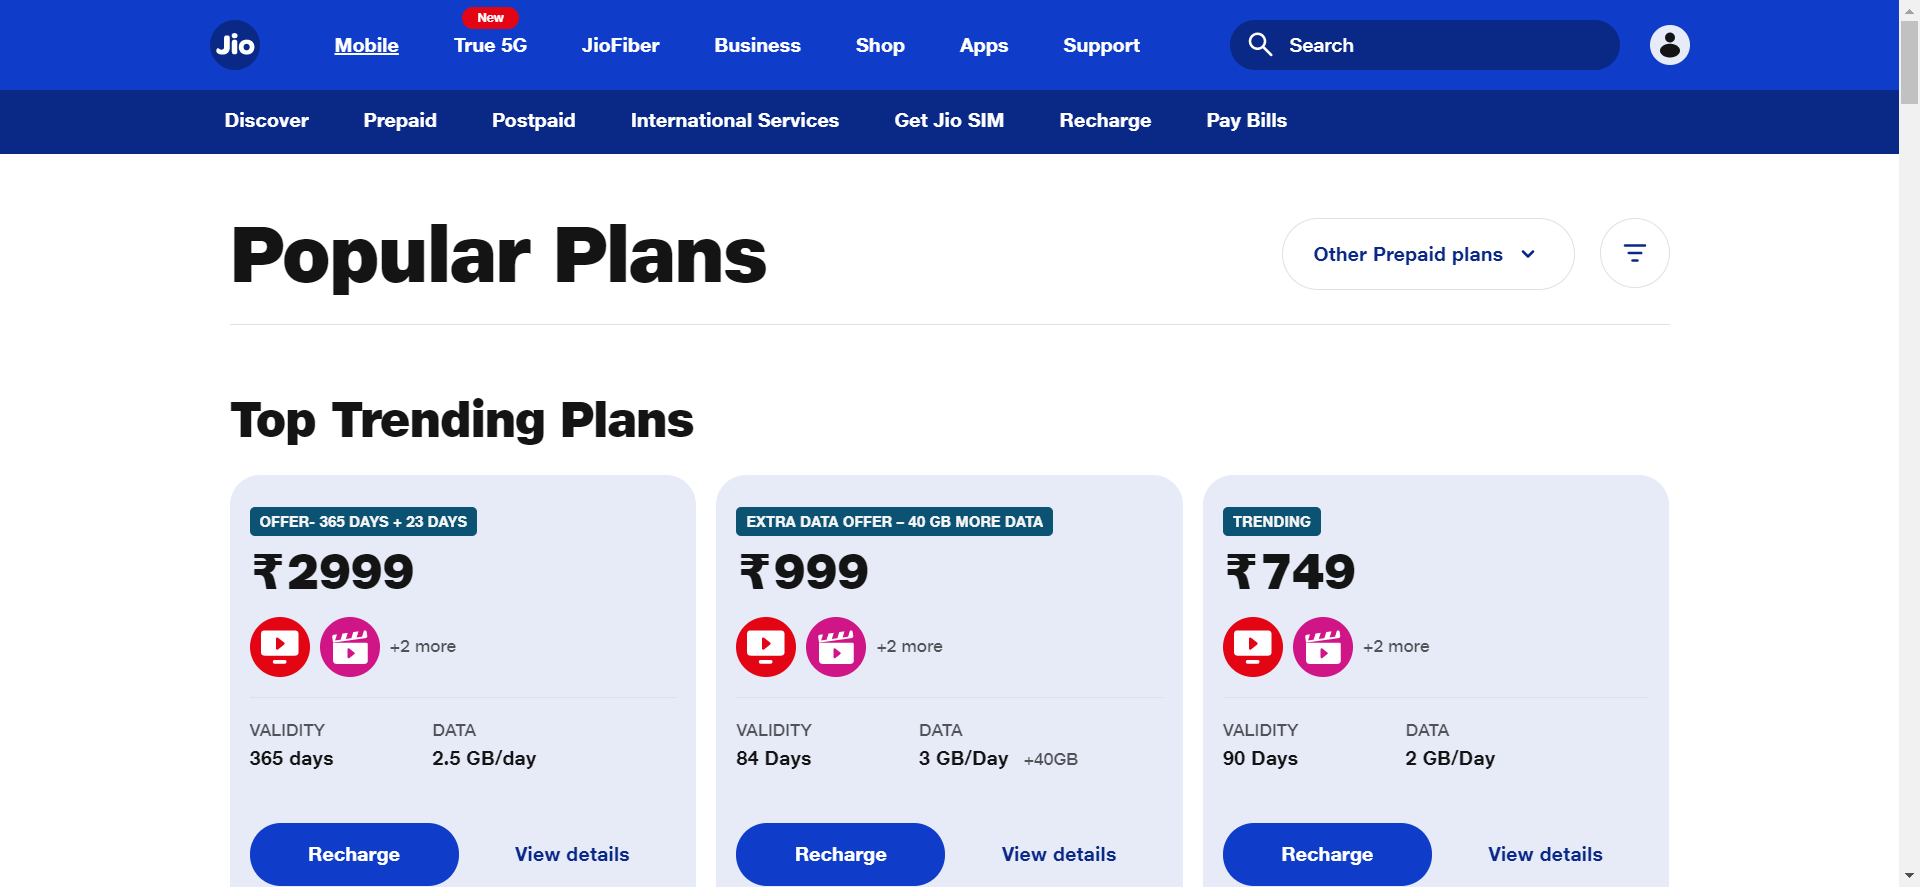 Jio
Mobile
New
True 5G
JioFiber
Business
Shop
Apps
Support
Search
Discover
Prepaid
Postpaid
International Services
Get Jio SIM
Recharge
Pay Bills
Popular Plans
Other Prepaid plans
Top Trending Plans
OFFER- 365 DAYS + 23 DAYS
₹2999
+2 more
VALIDITY
365 days
DATA
2.5 GB/day
Recharge
View details
EXTRA DATA OFFER – 40 GB MORE DATA
₹999
+2 more
VALIDITY
84 Days
DATA
3 GB/Day +40GB
Recharge
View details
TRENDING
₹749
+2 more
VALIDITY
90 Days
DATA
2 GB/Day
Recharge
View details